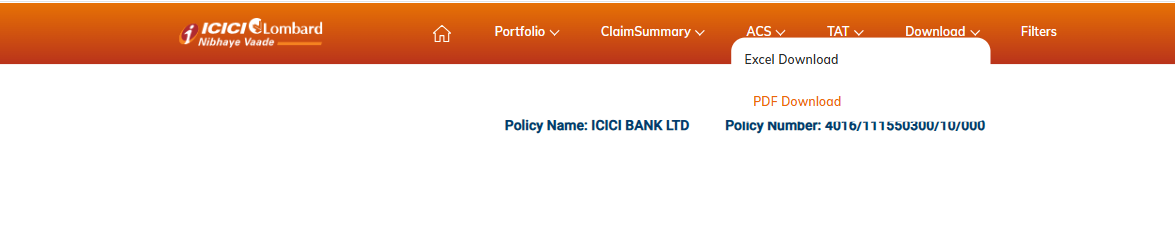 ICICI Lombard
Nibhaye Vaade
Portfolio ClaimSummary ACS TAT Download Filters
Excel Download
PDF Download
Policy Name: ICICI BANK LTD Policy Number: 4016/111550300/10/000